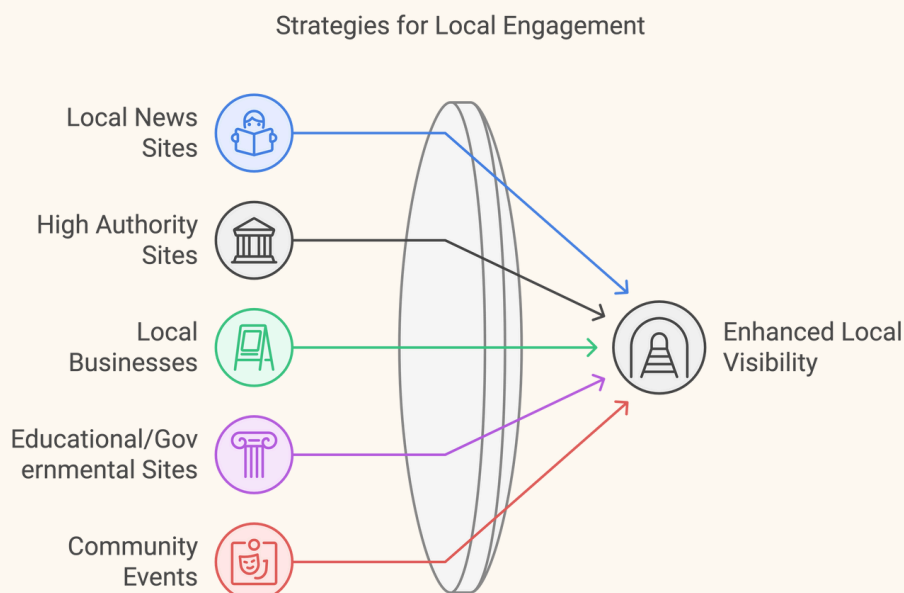 Strategies for Local Engagement
Local News
Sites
High Authority
Sites
Local
Businesses
Educational/Gov
ernmental Sites
Community
Events
Enhanced Local
Visibility